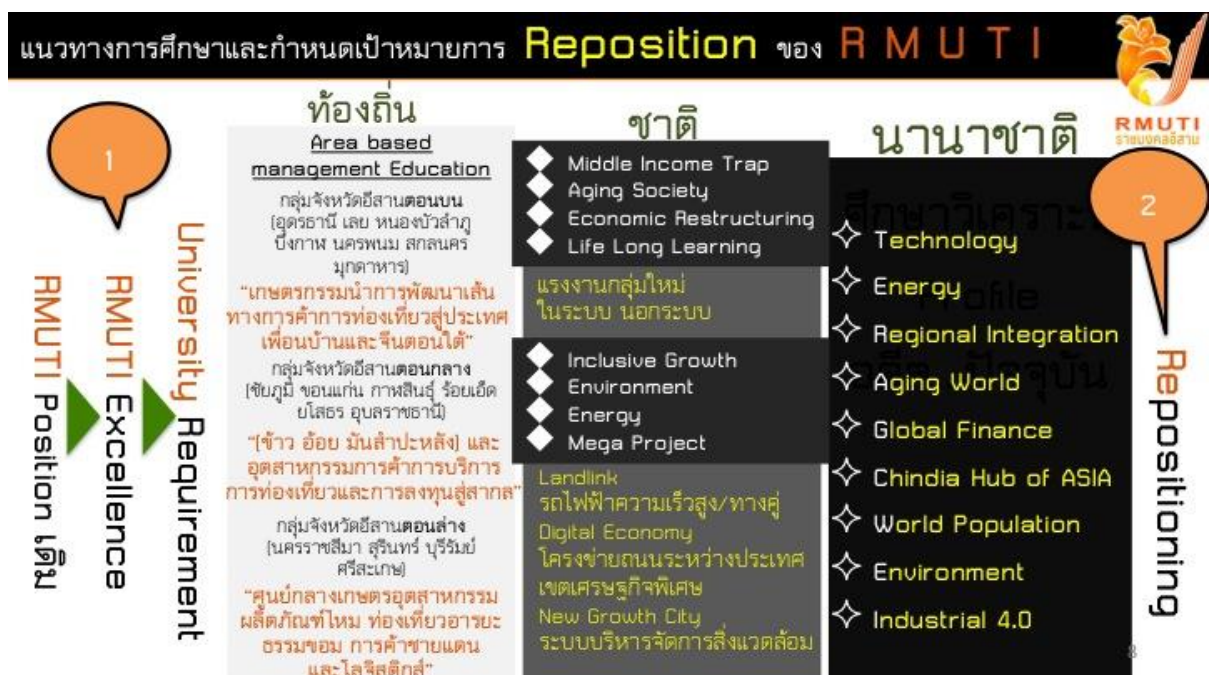 แนวทางการศึกษาและกำหนดเป้าหมายการ Reposition ของ RMUTI
RMUTI
ราชมงคลอีสาน
1
RMUTI Position เดิม
RMUTI Excellence
University Requirement
ท้องถิ่น
Area based
management Education
กลุ่มจังหวัดอีสานตอนบน
(อุดรธานี เลย หนองบัวลำภู
บึงกาฬ นครพนม สกลนคร
มุกดาหาร)
“เกษตรกรรมนำการพัฒนาเส้น
ทางการค้าการท่องเที่ยวสู่ประเทศ
เพื่อนบ้านและจีนตอนใต้”
กลุ่มจังหวัดอีสานตอนกลาง
(ชัยภูมิ ขอนแก่น กาฬสินธุ์ ร้อยเอ็ด
ยโสธร อุบลราชธานี)
“(ข้าว อ้อย มันสำปะหลัง) และ
อุตสาหกรรมการค้าการบริการ
การท่องเที่ยวและการลงทุนสู่สากล”
กลุ่มจังหวัดอีสานตอนล่าง
(นครราชสีมา สุรินทร์ บุรีรัมย์
ศรีสะเกษ)
“ศูนย์กลางเกษตรอุตสาหกรรม
ผลิตภัณฑ์ไหม ท่องเที่ยวอารยะ
ธรรมขอม การค้าชายแดน
และโลจิสติกส์”
ชาติ
Middle Income Trap
Aging Society
Economic Restructuring
Life Long Learning
แรงงานกลุ่มใหม่
ในระบบ นอกระบบ
Inclusive Growth
Environment
Energy
Mega Project
Landlink
รถไฟฟ้าความเร็วสูง/ทางคู่
Digital Economy
โครงข่ายถนนระหว่างประเทศ
เขตเศรษฐกิจพิเศษ
New Growth City
ระบบบริหารจัดการสิ่งแวดล้อม
นานาชาติ
Technology
Energy
Regional Integration
Aging World
Global Finance
Chindia Hub of ASIA
World Population
Environment
Industrial 4.0
2
Repositioning
ศึกษาวิเคราะ
Profile
ปัจจุบัน
8